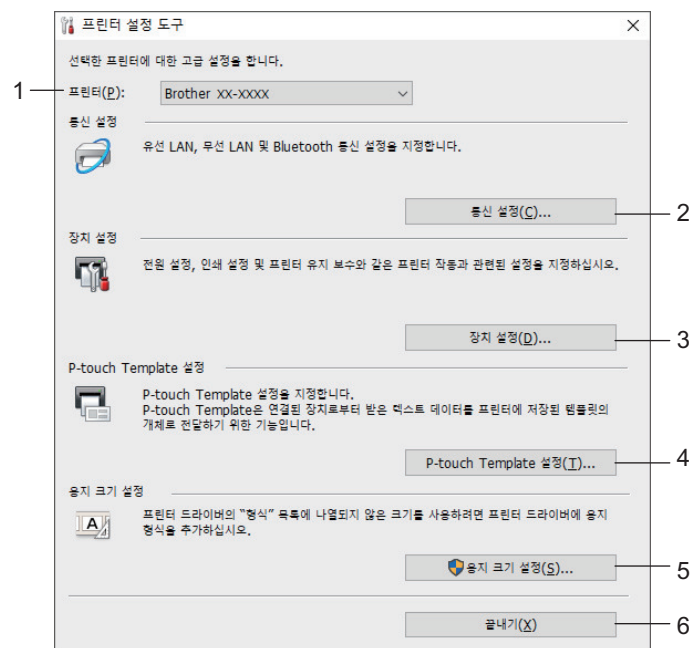 프린터 설정 도구
선택한 프린터에 대한 고급 설정을 합니다.
1
프린터(P):
Brother XX-XXXX
통신 설정
유선 LAN, 무선 LAN 및 Bluetooth 통신 설정을 지정합니다.
통신 설정(C)...
2
장치 설정
전원 설정, 인쇄 설정 및 프린터 유지 보수와 같은 프린터 작동과 관련된 설정을 지정하십시오.
장치 설정(D)...
3
P-touch Template 설정
P-touch Template 설정을 지정합니다.
P-touch Template은 연결된 장치로부터 받은 텍스트 데이터를 프린터에 저장된 템플릿의
개체로 전달하기 위한 기능입니다.
P-touch Template 설정(T)...
4
용지 크기 설정
A
프린터 드라이버의 “형식” 목록에 나열되지 않은 크기를 사용하려면 프린터 드라이버에 용지
형식을 추가하십시오.
용지 크기 설정(S)...
5
끝내기(X)
6